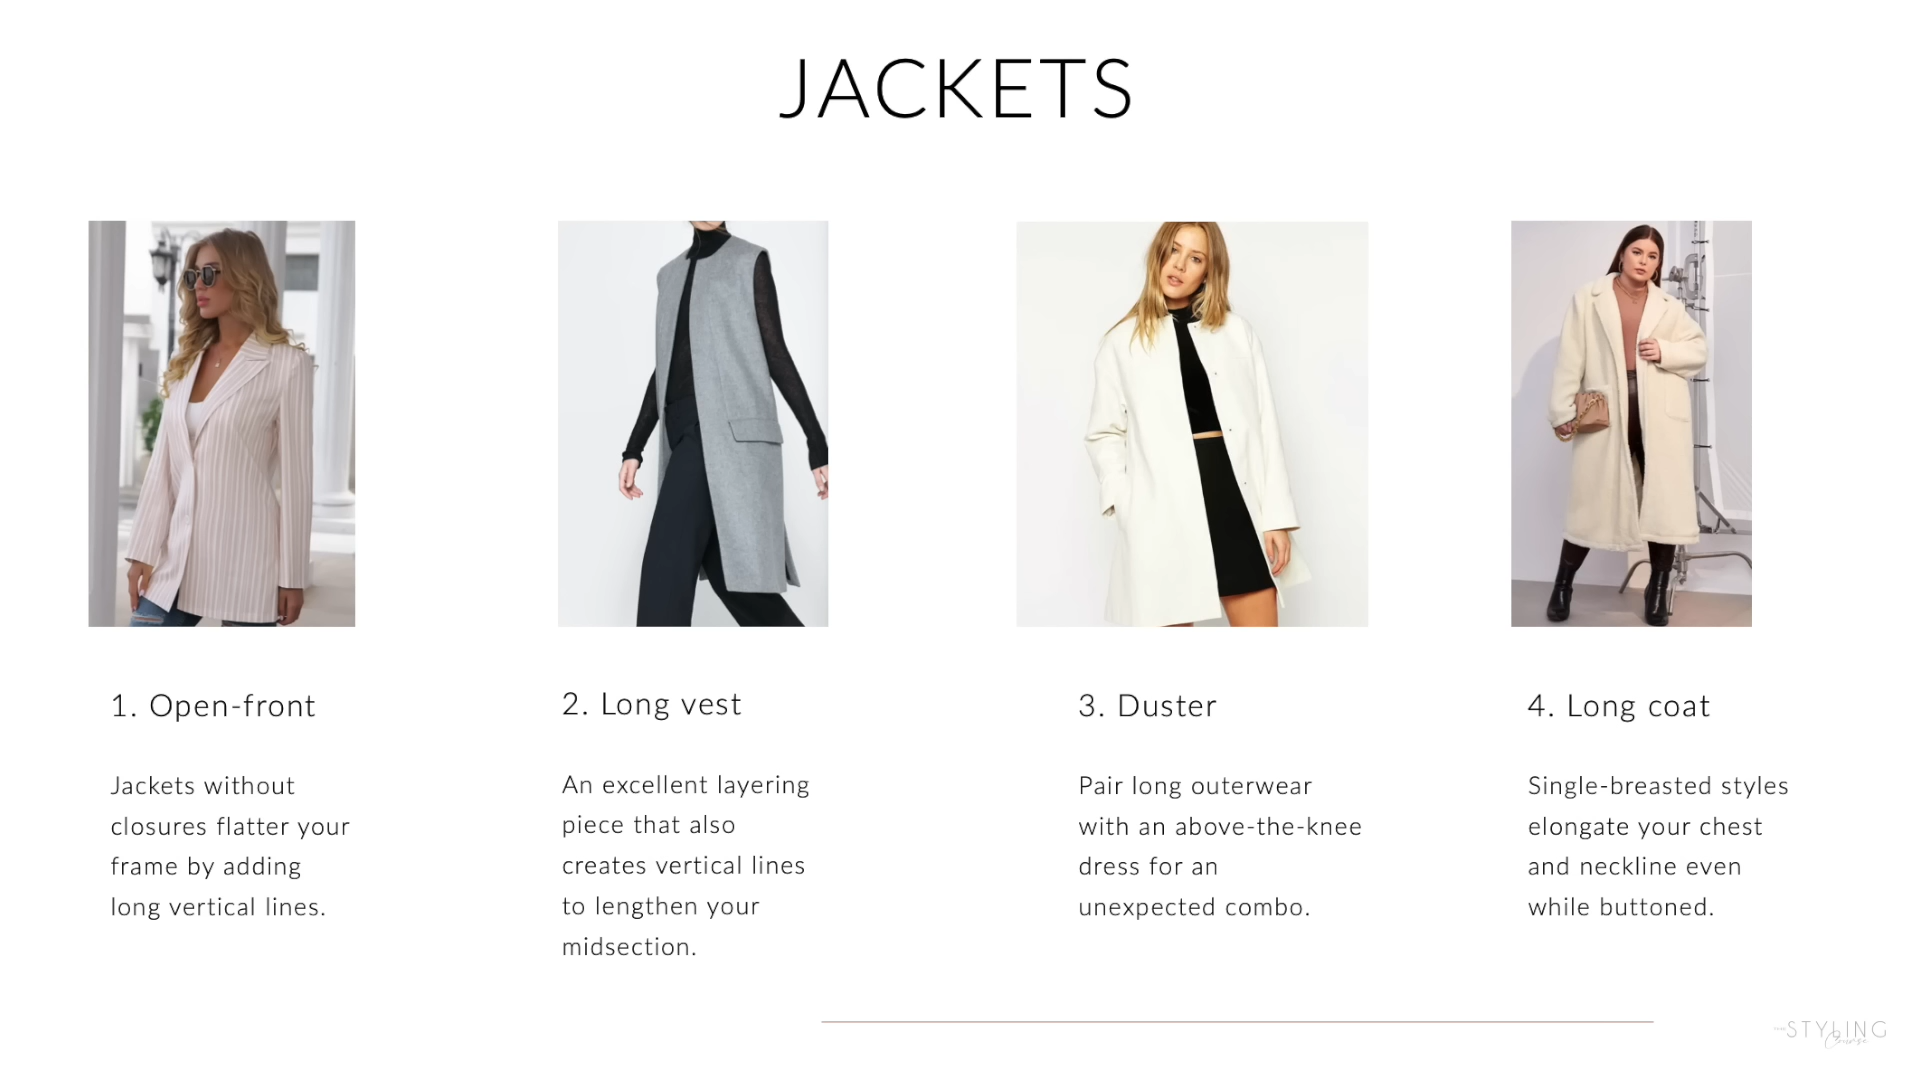 JACKETS
1. Open-front
Jackets without
closures flatter your
frame by adding
long vertical lines.
2. Long vest
An excellent layering
piece that also
creates vertical lines
to lengthen your
midsection.
3. Duster
Pair long outerwear
with an above-the-knee
dress for an
unexpected combo.
4. Long coat
Single-breasted styles
elongate your chest
and neckline even
while buttoned.
STYLING
Course